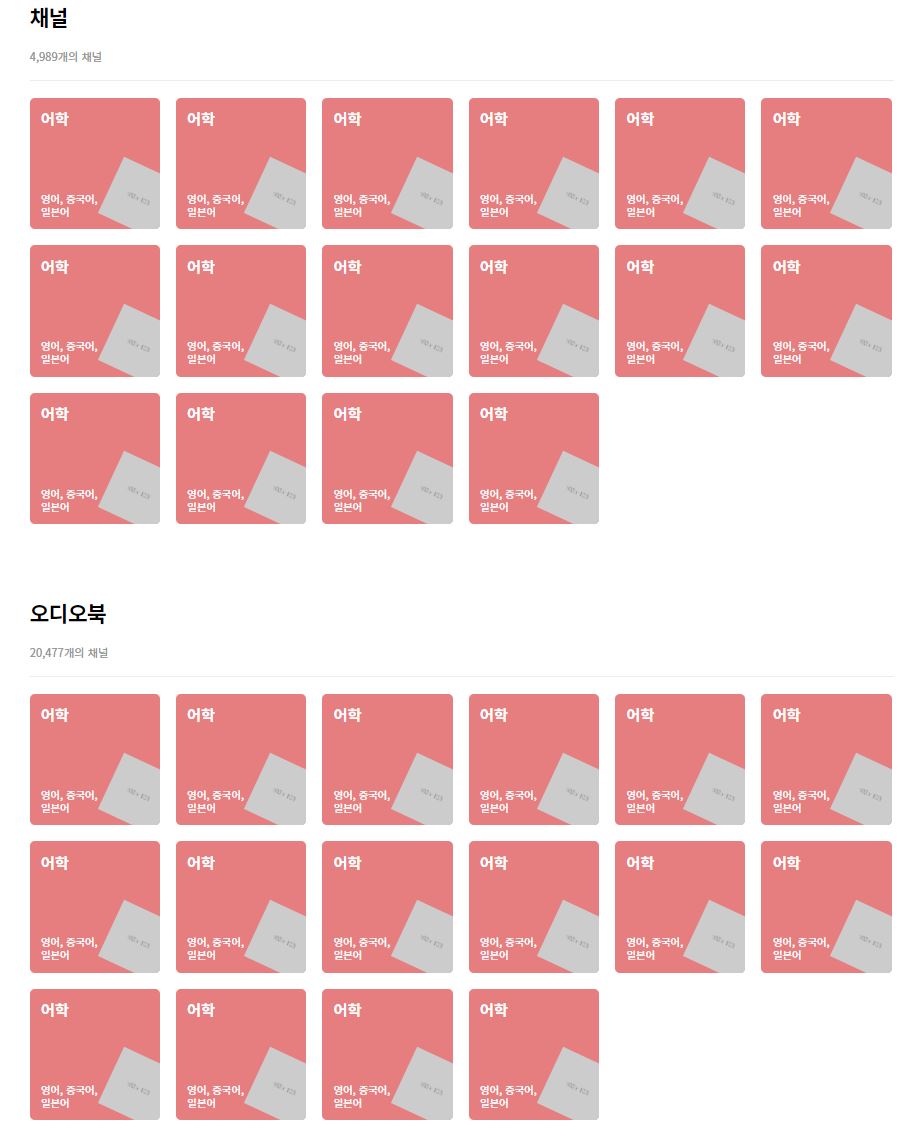 채널
4,989개의 채널
어학
어학
어학
어학
어학
어학
영어, 중국어,
일본어
영어, 중국어,
일본어
영어, 중국어,
일본어
영어, 중국어,
일본어
영어, 중국어,
일본어
영어, 중국어,
일본어
어학
어학
어학
어학
어학
어학
영어, 중국어,
일본어
영어, 중국어,
일본어
영어, 중국어,
일본어
영어, 중국어,
일본어
영어, 중국어,
일본어
영어, 중국어,
일본어
어학
어학
어학
어학
영어, 중국어,
일본어
영어, 중국어,
일본어
영어, 중국어,
일본어
영어, 중국어,
일본어
오디오북
20,477개의 채널
어학
어학
어학
어학
어학
어학
영어, 중국어,
일본어
영어, 중국어,
일본어
영어, 중국어,
일본어
영어, 중국어,
일본어
영어, 중국어,
일본어
영어, 중국어,
일본어
어학
어학
어학
어학
어학
어학
영어, 중국어,
일본어
영어, 중국어,
일본어
영어, 중국어,
일본어
영어, 중국어,
일본어
영어, 중국어,
일본어
영어, 중국어,
일본어
어학
어학
어학
어학
영어, 중국어,
일본어
영어, 중국어,
일본어
영어, 중국어,
일본어
영어, 중국어,
일본어